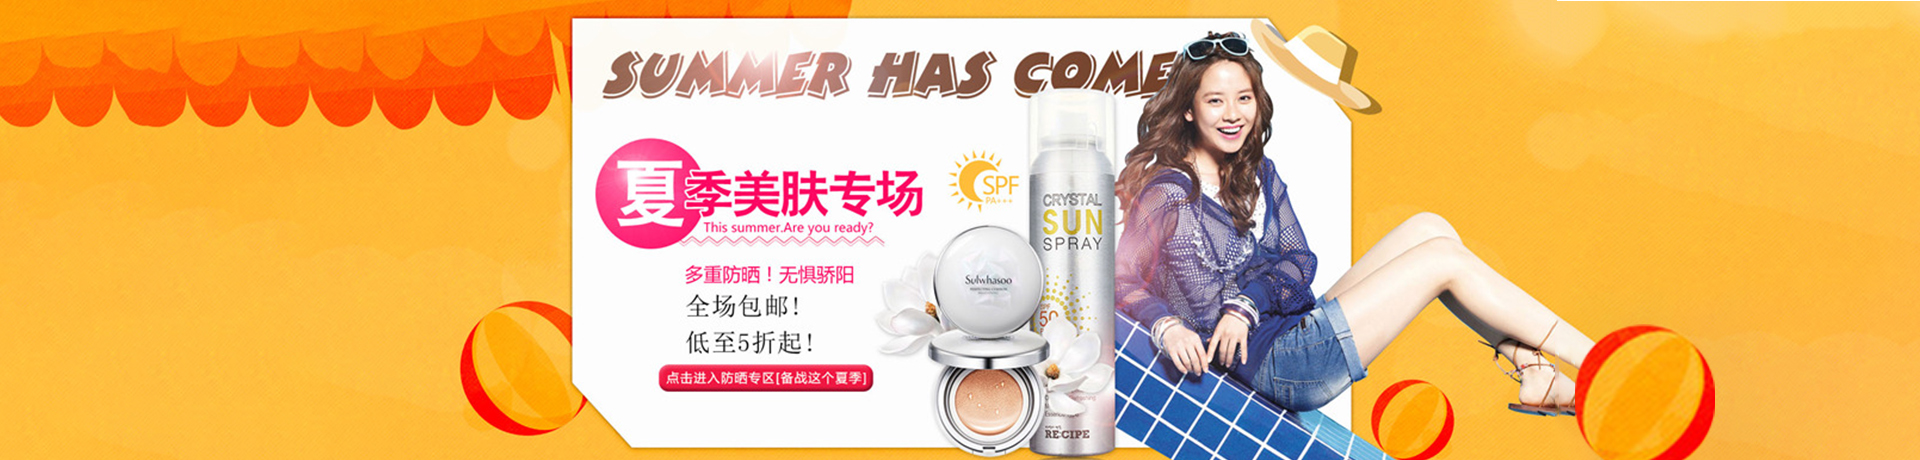 SUMMER HAS COME
夏季美肤专场
This summer.Are you ready?
多重防晒！无惧骄阳
全场包邮!
低至5折起!
点击进入防晒专区[备战这个夏季]
SPF
PA+++
Sulwhasoo
CRYSTAL
SUN
SPRAY
50
RE:CIPE